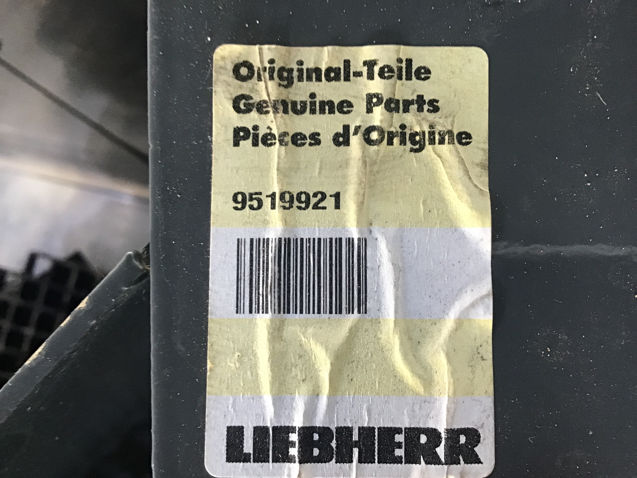 Original-Teile
Genuine Parts
Pièces d'Origine
9519921
LIEBHERR